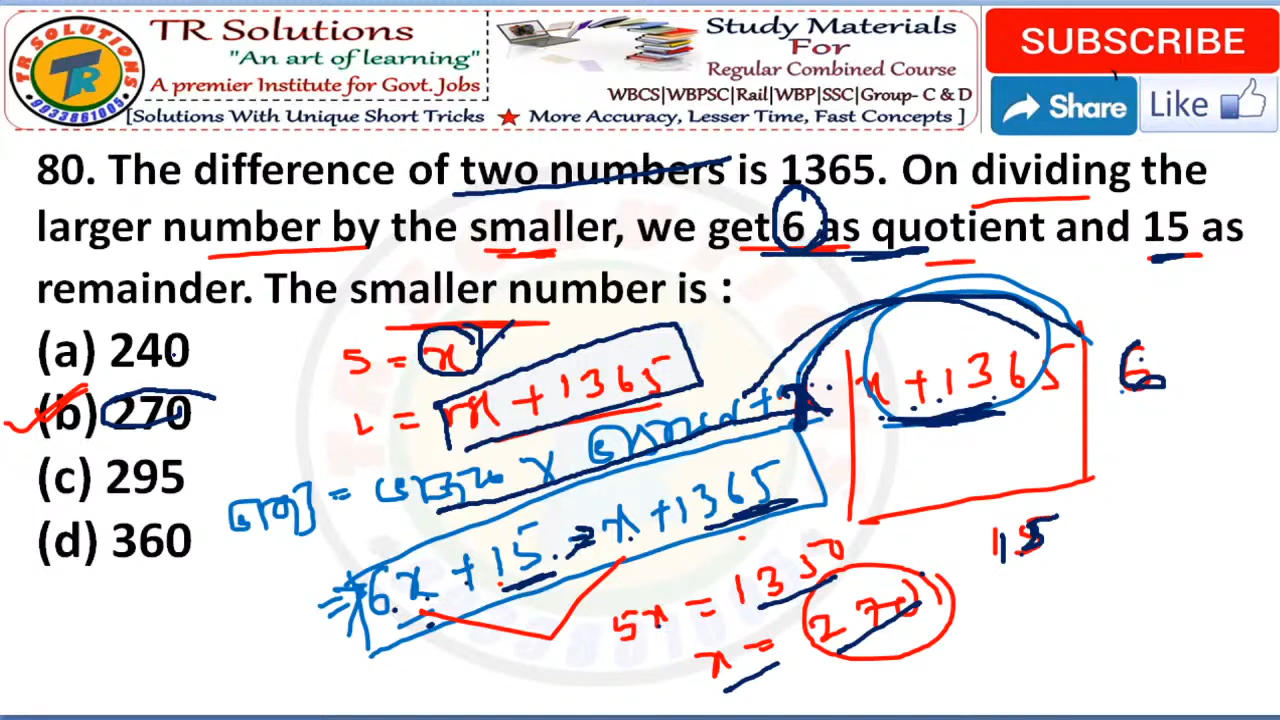 TR Solutions
"An art of learning"
A premier Institute for Govt. Jobs
[Solutions With Unique Short Tricks ★ More Accuracy, Lesser Time, Fast Concepts ]
Study Materials
For
Regular Combined Course
WBCS|WBPSC|Rail|WBP|SSC|Group- C & D
TR SOLUTIONS
TR
SUBSCRIBE
Share
Like
80. The difference of two numbers is 1365. On dividing the
larger number by the smaller, we get 6 as quotient and 15 as
remainder. The smaller number is :
(a) 240
(b) 270
(c) 295
(d) 360
S = x
L = x + 1365
x
x + 1365
6
15
⇒ 6x + 15 = x + 1365
5x = 1350
x = 270